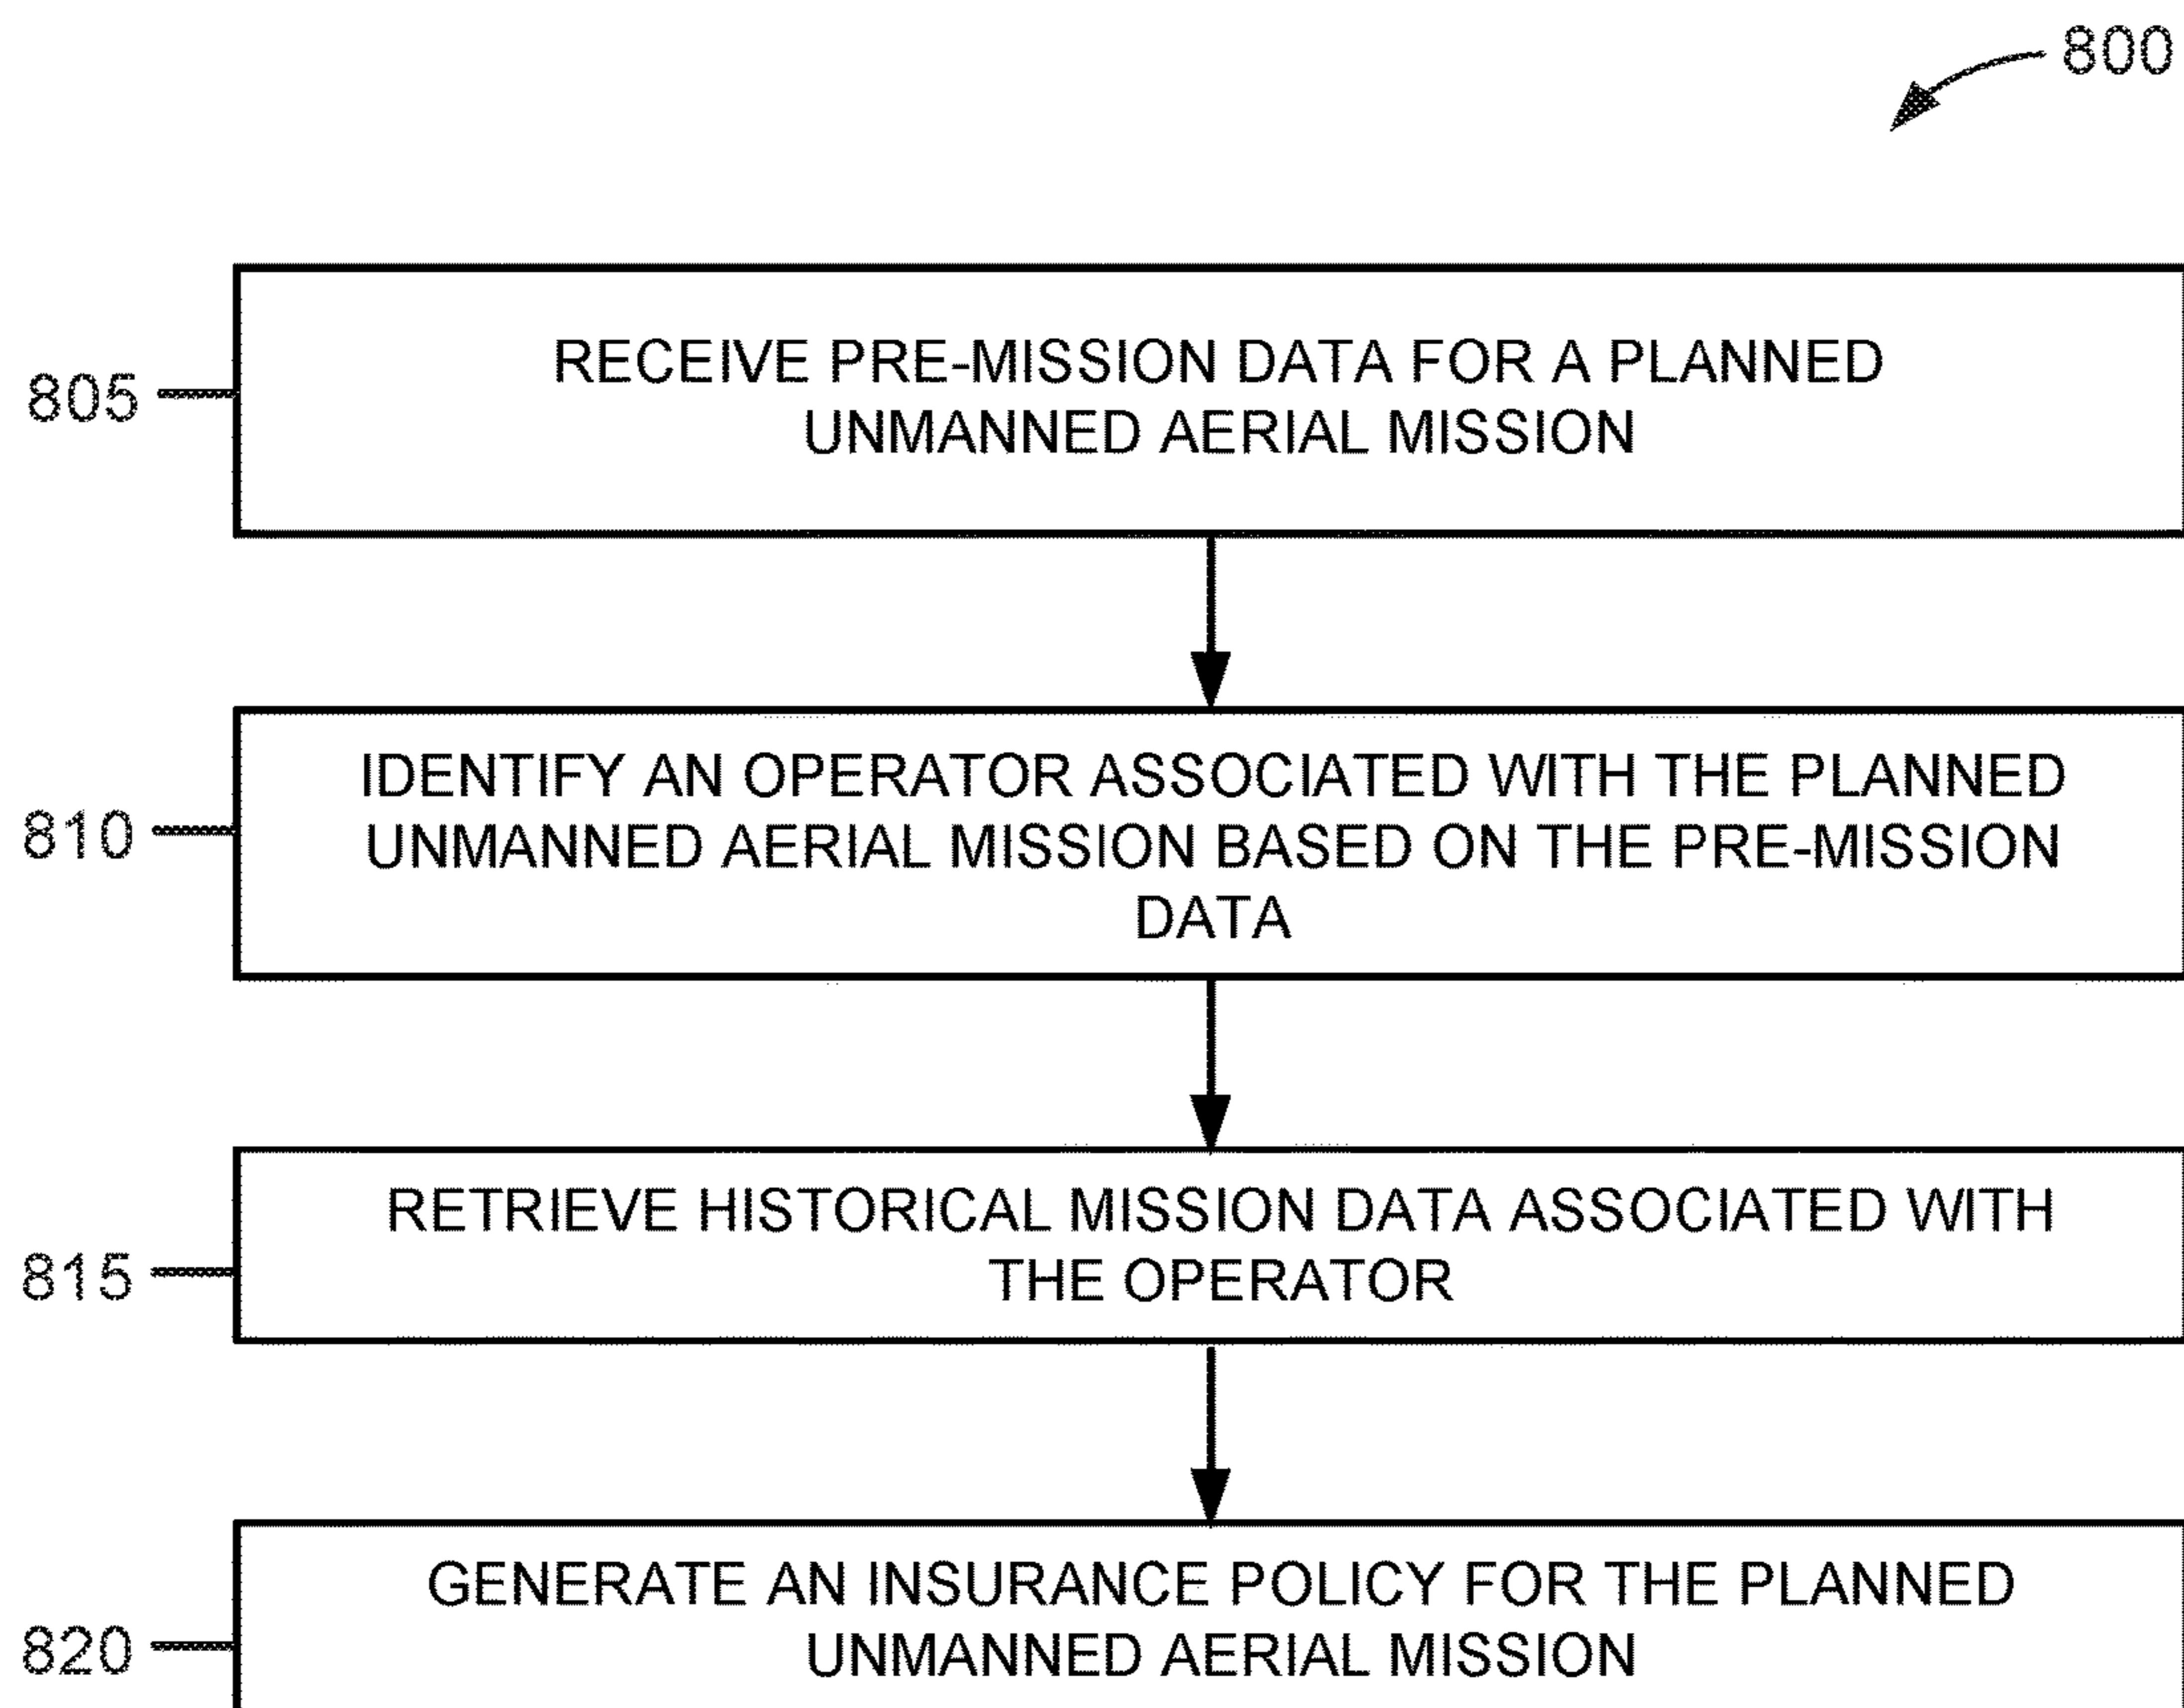 800
805
RECEIVE PRE-MISSION DATA FOR A PLANNED
UNMANNED AERIAL MISSION
810
IDENTIFY AN OPERATOR ASSOCIATED WITH THE PLANNED
UNMANNED AERIAL MISSION BASED ON THE PRE-MISSION
DATA
815
RETRIEVE HISTORICAL MISSION DATA ASSOCIATED WITH
THE OPERATOR
820
GENERATE AN INSURANCE POLICY FOR THE PLANNED
UNMANNED AERIAL MISSION